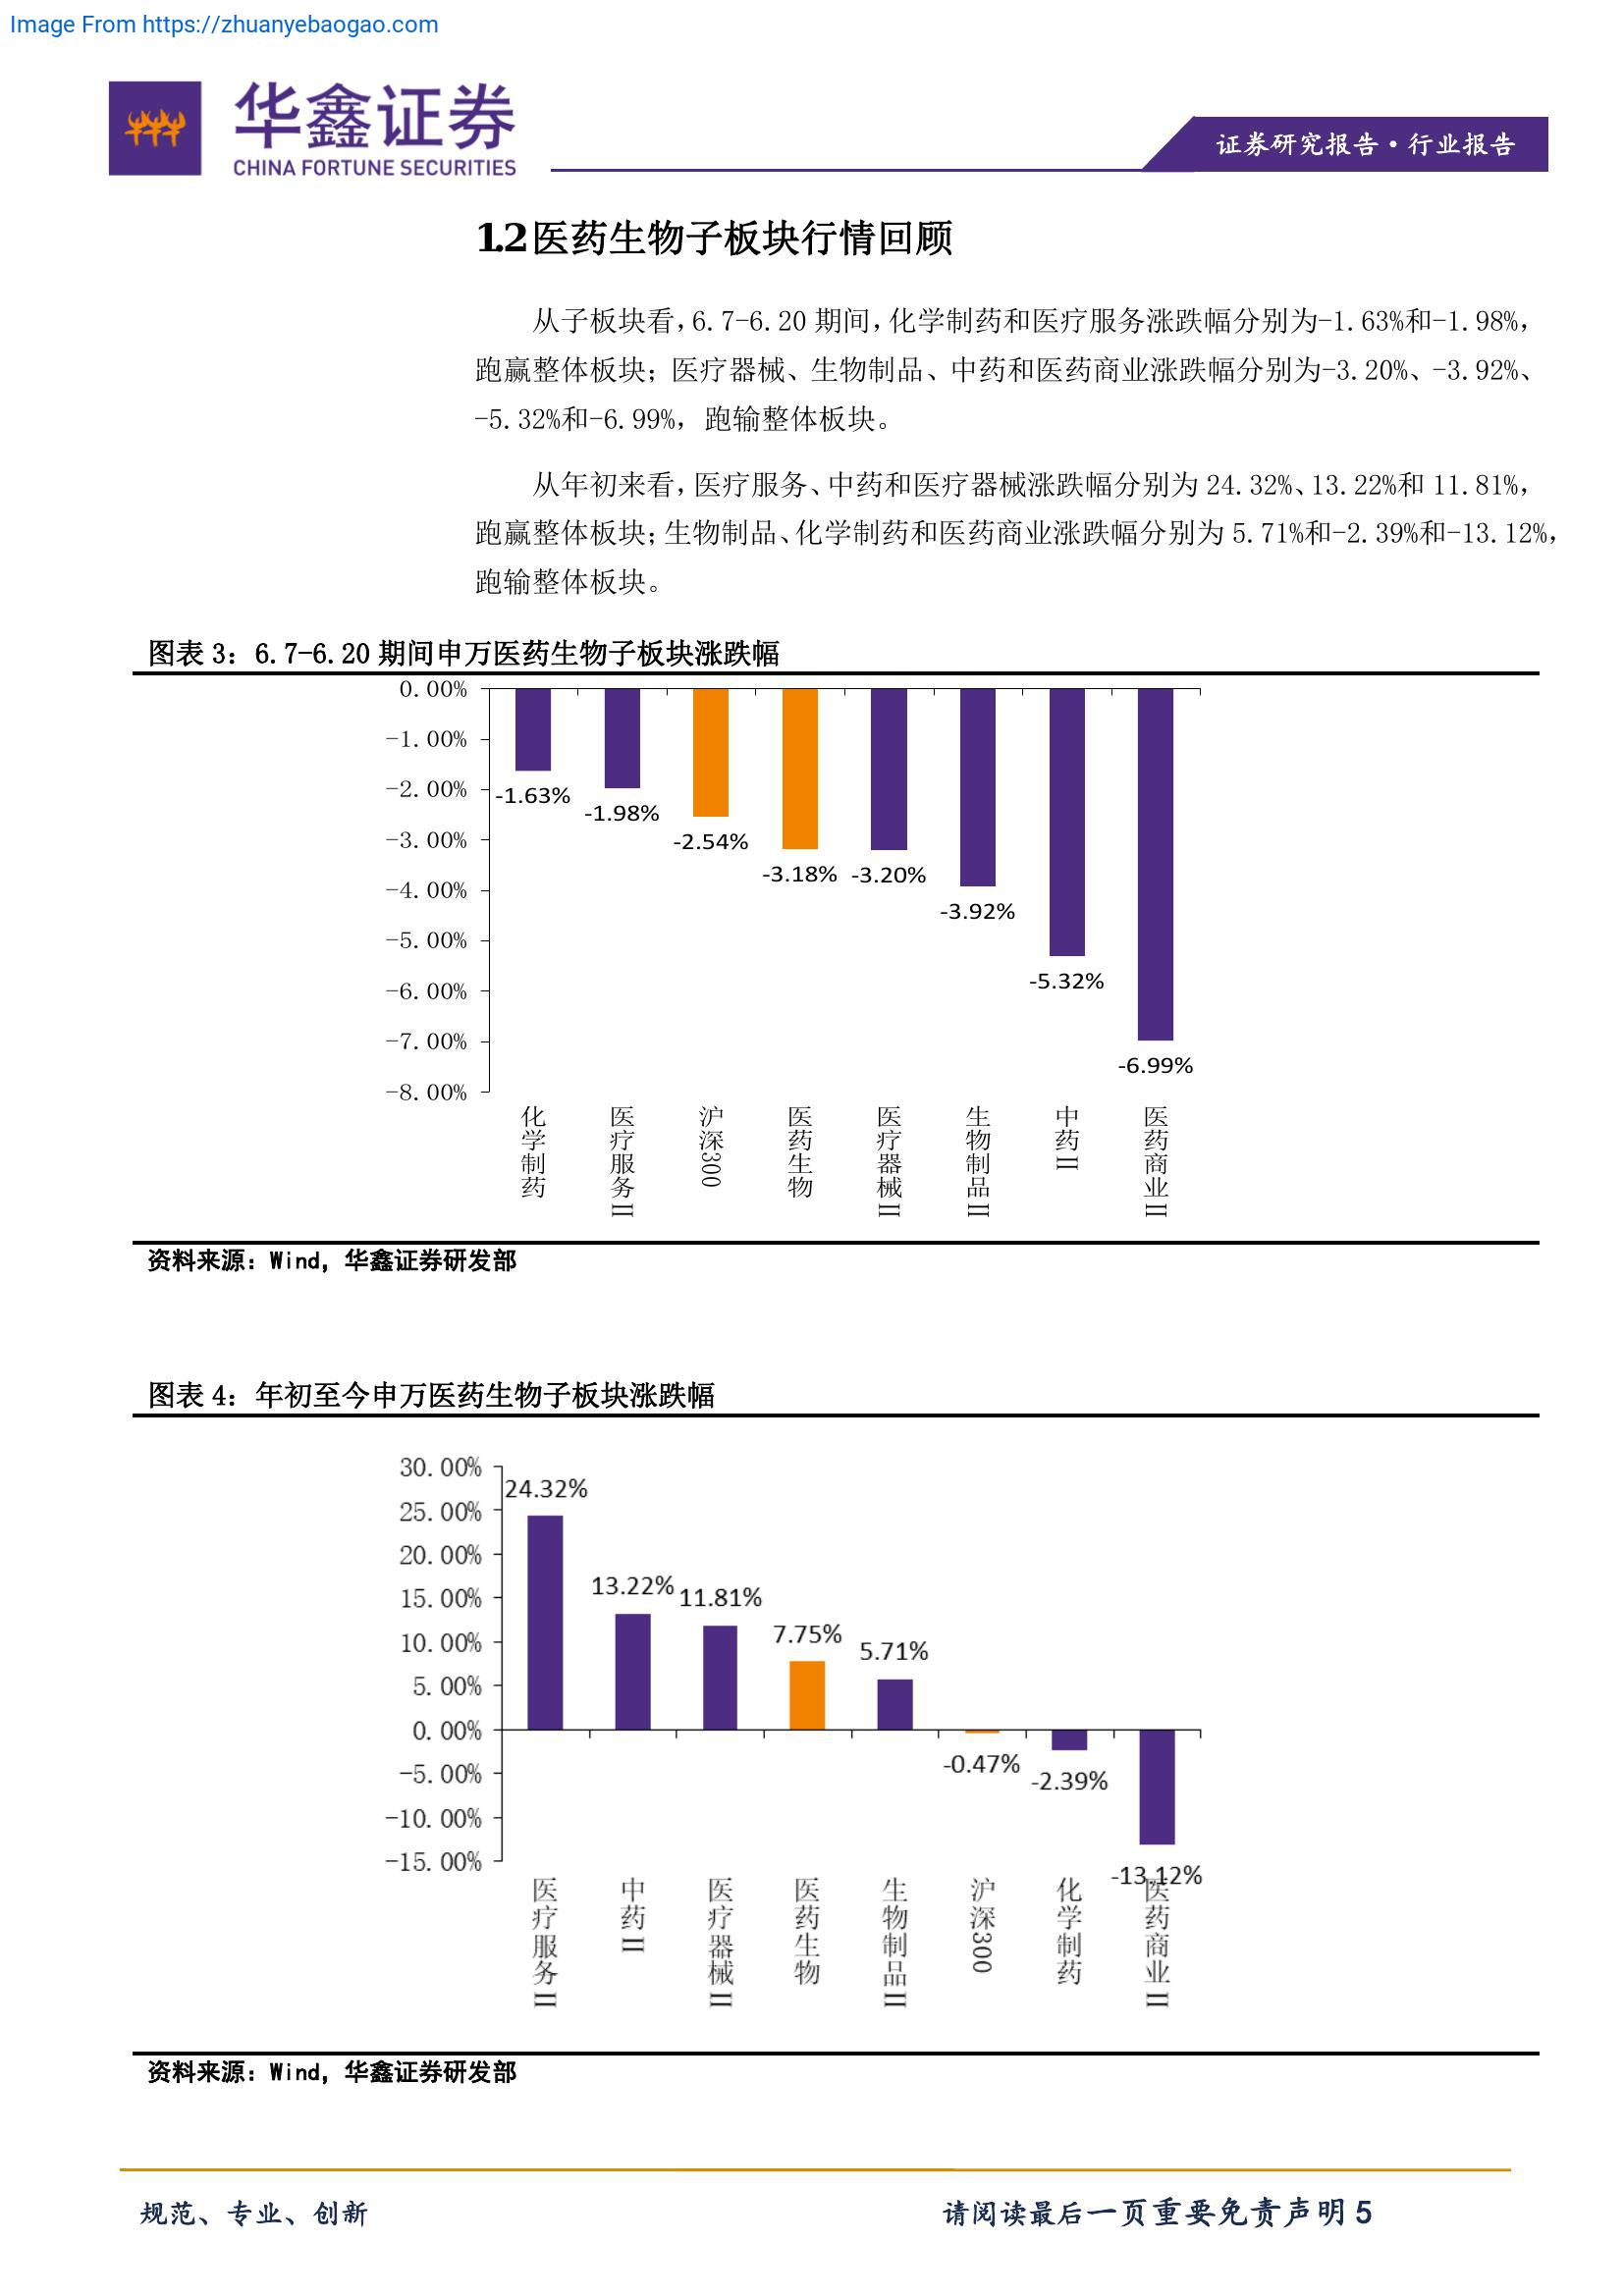 Image From https://zhuanyebaogao.com
华鑫证券
CHINA FORTUNE SECURITIES
证券研究报告·行业报告
1.2 医药生物子板块行情回顾
从子板块看，6.7-6.20 期间，化学制药和医疗服务涨跌幅分别为-1.63%和-1.98%，
跑赢整体板块；医疗器械、生物制品、中药和医药商业涨跌幅分别为-3.20%、-3.92%、
-5.32%和-6.99%，跑输整体板块。
从年初来看，医疗服务、中药和医疗器械涨跌幅分别为 24.32%、13.22%和 11.81%，
跑赢整体板块；生物制品、化学制药和医药商业涨跌幅分别为 5.71%和-2.39%和-13.12%，
跑输整体板块。
图表 3：6.7-6.20 期间申万医药生物子板块涨跌幅
0.00%
-1.00%
-2.00%
-3.00%
-4.00%
-5.00%
-6.00%
-7.00%
-8.00%
-1.63%
-1.98%
-2.54%
-3.18%
-3.20%
-3.92%
-5.32%
-6.99%
化学制药
医疗服务II
沪深300
医药生物
医疗器械II
生物制品II
中药II
医药商业II
资料来源：Wind，华鑫证券研发部
图表 4：年初至今申万医药生物子板块涨跌幅
30.00%
25.00%
20.00%
15.00%
10.00%
5.00%
0.00%
-5.00%
-10.00%
-15.00%
24.32%
13.22%
11.81%
7.75%
5.71%
-0.47%
-2.39%
-13.12%
医疗服务II
中药II
医疗器械II
医药生物
生物制品II
沪深300
化学制药
医药商业II
资料来源：Wind，华鑫证券研发部
规范、专业、创新
请阅读最后一页重要免责声明 5